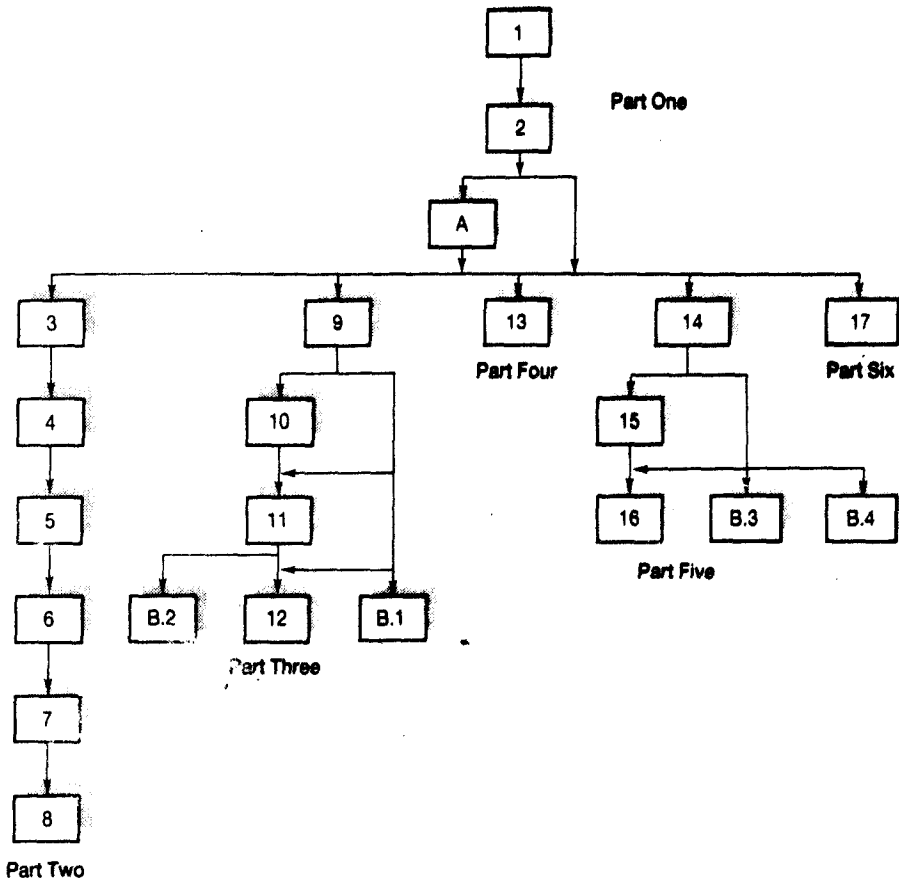 1
Part One
2
A
3 9 13 14 17
Part Four Part Six
4 10 15
5 11 16 B.3 B.4
Part Five
6 B.2 12 B.1
Part Three
7
8
Part Two